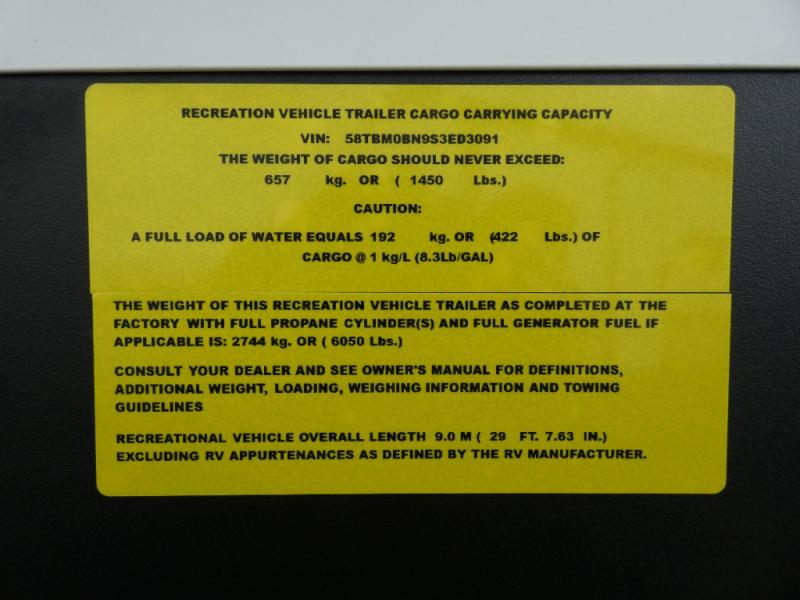 RECREATION VEHICLE TRAILER CARGO CARRYING CAPACITY
VIN: 58TBM0BN9S3ED3091
THE WEIGHT OF CARGO SHOULD NEVER EXCEED:
657 kg. OR ( 1450 Lbs.)
CAUTION:
A FULL LOAD OF WATER EQUALS 192 kg. OR (422 Lbs.) OF
CARGO @ 1 kg/L (8.3Lb/GAL)
THE WEIGHT OF THIS RECREATION VEHICLE TRAILER AS COMPLETED AT THE
FACTORY WITH FULL PROPANE CYLINDER(S) AND FULL GENERATOR FUEL IF
APPLICABLE IS: 2744 kg. OR ( 6050 Lbs.)
CONSULT YOUR DEALER AND SEE OWNER'S MANUAL FOR DEFINITIONS,
ADDITIONAL WEIGHT, LOADING, WEIGHING INFORMATION AND TOWING
GUIDELINES
RECREATIONAL VEHICLE OVERALL LENGTH 9.0 M ( 29 FT. 7.63 IN.)
EXCLUDING RV APPURTENANCES AS DEFINED BY THE RV MANUFACTURER.